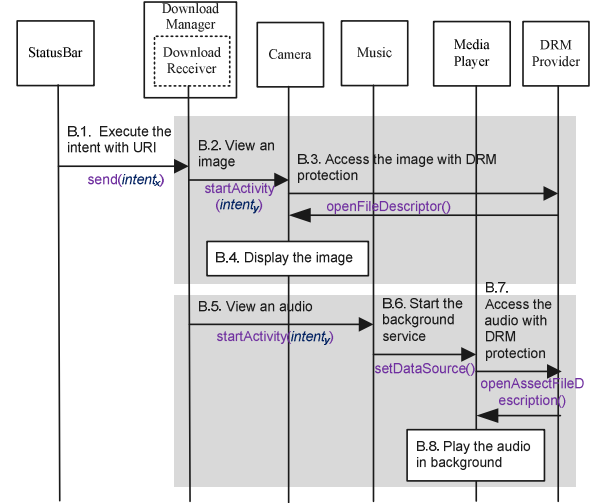 Download
Manager
StatusBar
Download
Receiver
Camera
Music
Media
Player
DRM
Provider
B.1. Execute the
intent with URI
send(intentx)
B.2. View an
image
startActivity
(intenty)
B.3. Access the image with DRM
protection
openFileDescriptor()
B.4. Display the image
B.5. View an audio
startActivity(intenty)
B.6. Start the
background
service
setDataSource()
B.7.
Access the
audio with
DRM
protection
openAssectFileD
escription()
B.8. Play the audio
in background